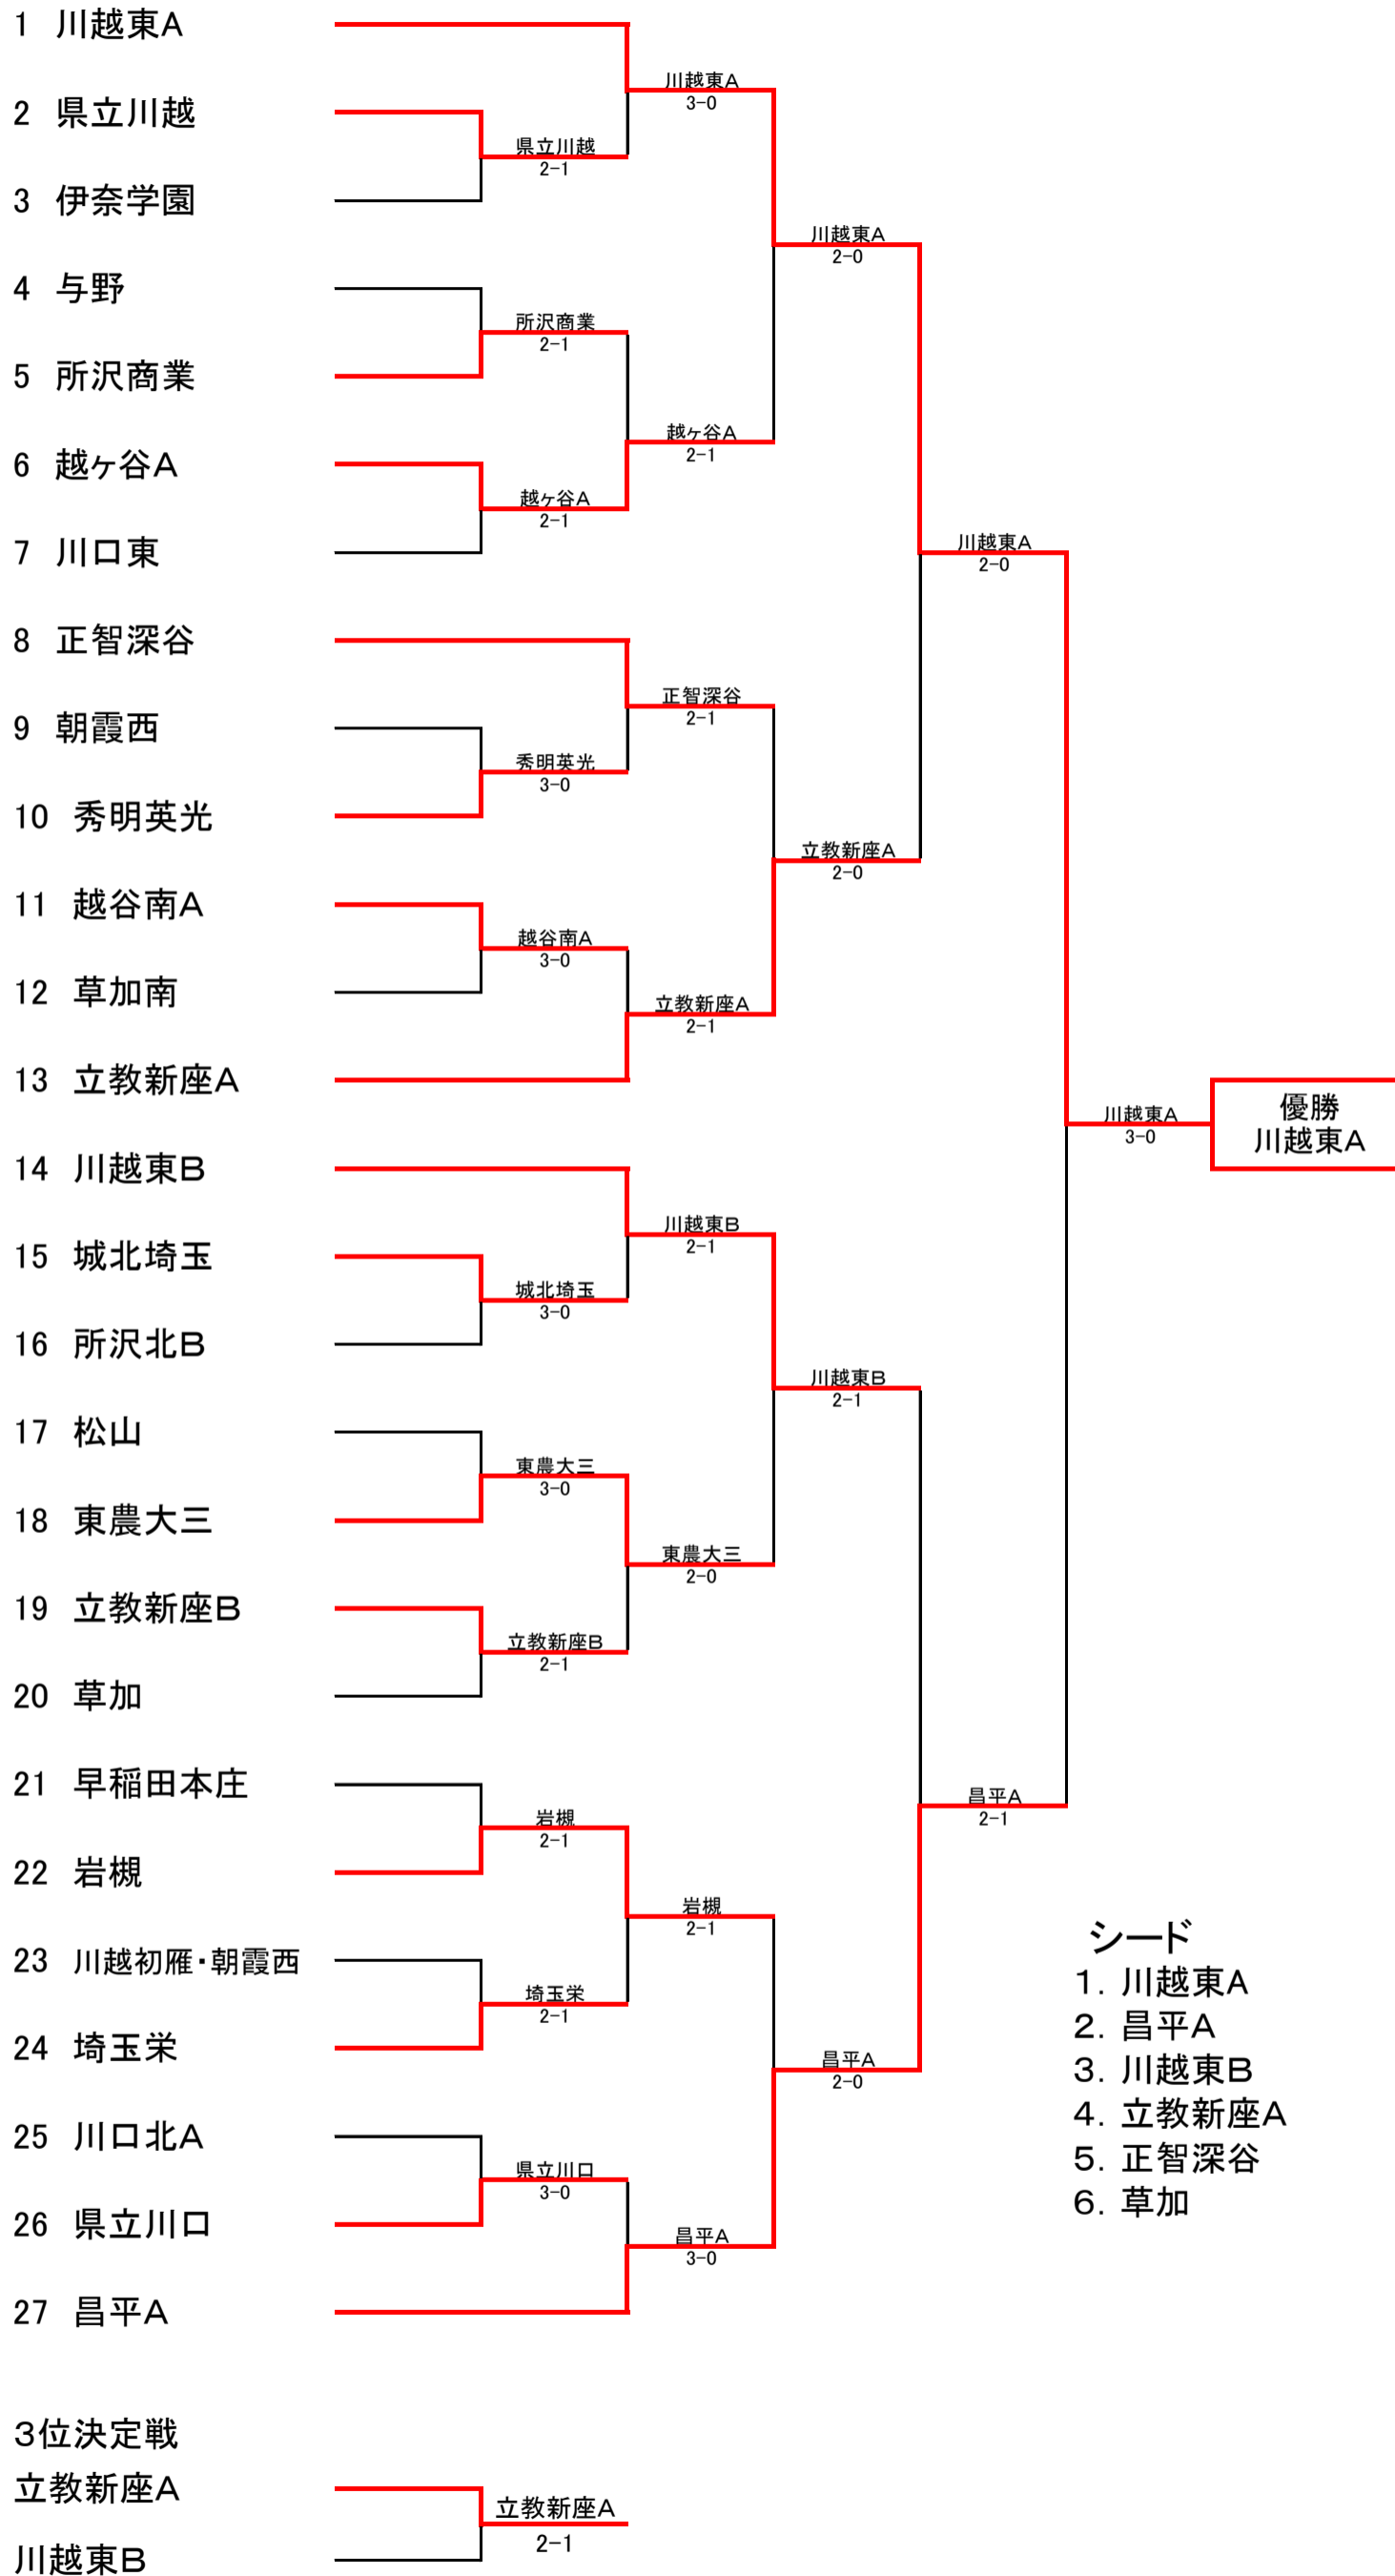 1 川越東A
川越東A
3-0
2 県立川越
県立川越
2-1
3 伊奈学園
川越東A
2-0
4 与野
所沢商業
2-1
5 所沢商業
越ヶ谷A
2-1
6 越ヶ谷A
越ヶ谷A
2-1
7 川口東
川越東A
2-0
8 正智深谷
正智深谷
2-1
9 朝霞西
秀明英光
3-0
10 秀明英光
立教新座A
2-0
11 越谷南A
越谷南A
3-0
12 草加南
立教新座A
2-1
13 立教新座A
川越東A
3-0
優勝
川越東A
14 川越東B
川越東B
2-1
15 城北埼玉
城北埼玉
3-0
16 所沢北B
川越東B
2-1
17 松山
東農大三
3-0
18 東農大三
東農大三
2-0
19 立教新座B
立教新座B
2-1
20 草加
21 早稲田本庄
昌平A
2-1
岩槻
2-1
22 岩槻
岩槻
2-1
23 川越初雁・朝霞西
埼玉栄
2-1
24 埼玉栄
昌平A
2-0
25 川口北A
県立川口
3-0
26 県立川口
昌平A
3-0
27 昌平A
シード
1. 川越東A
2. 昌平A
3. 川越東B
4. 立教新座A
5. 正智深谷
6. 草加
3位決定戦
立教新座A
立教新座A
2-1
川越東B